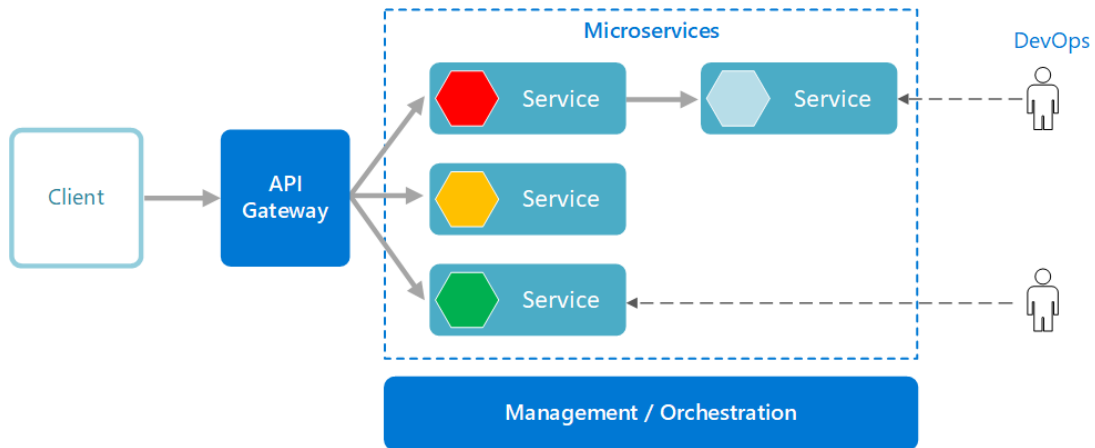 Microservices
DevOps
Service
Service
Client
API
Gateway
Service
Service
Management / Orchestration